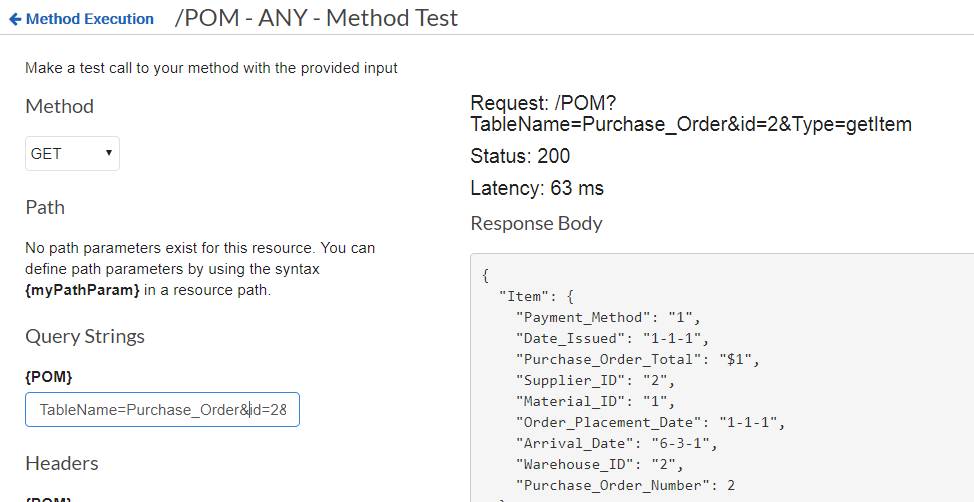 Method Execution /POM - ANY - Method Test
Make a test call to your method with the provided input
Method
GET
Path
No path parameters exist for this resource. You can
define path parameters by using the syntax
{myPathParam} in a resource path.
Query Strings
{POM}
TableName=Purchase_Order&id=2&
Headers
{POM}
Request: /POM?
TableName=Purchase_Order&id=2&Type=getItem
Status: 200
Latency: 63 ms
Response Body
{
"Item": {
"Payment_Method": "1",
"Date_Issued": "1-1-1",
"Purchase_Order_Total": "$1",
"Supplier_ID": "2",
"Material_ID": "1",
"Order_Placement_Date": "1-1-1",
"Arrival_Date": "6-3-1",
"Warehouse_ID": "2",
"Purchase_Order_Number": 2